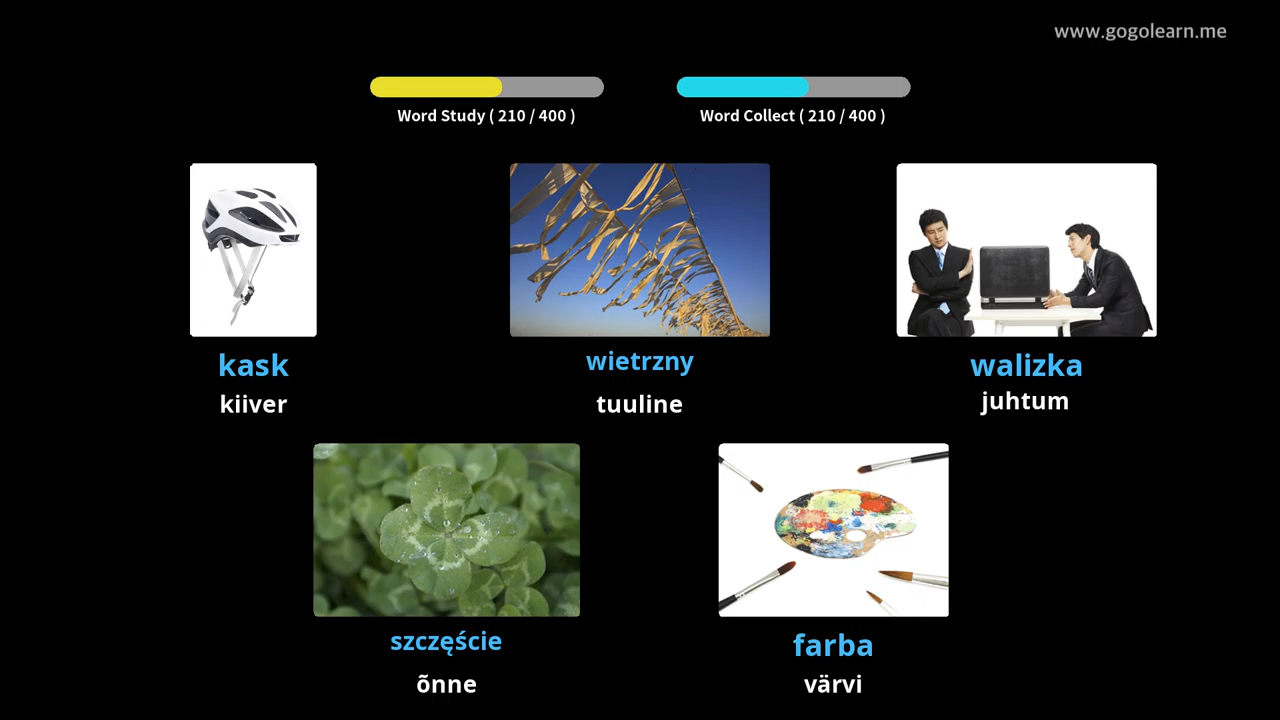 www.gogolearn.me
Word Study ( 210 / 400 )
Word Collect ( 210 / 400 )
kask
kiiver
wietrzny
tuuline
walizka
juhtum
szczęście
õnne
farba
värvi